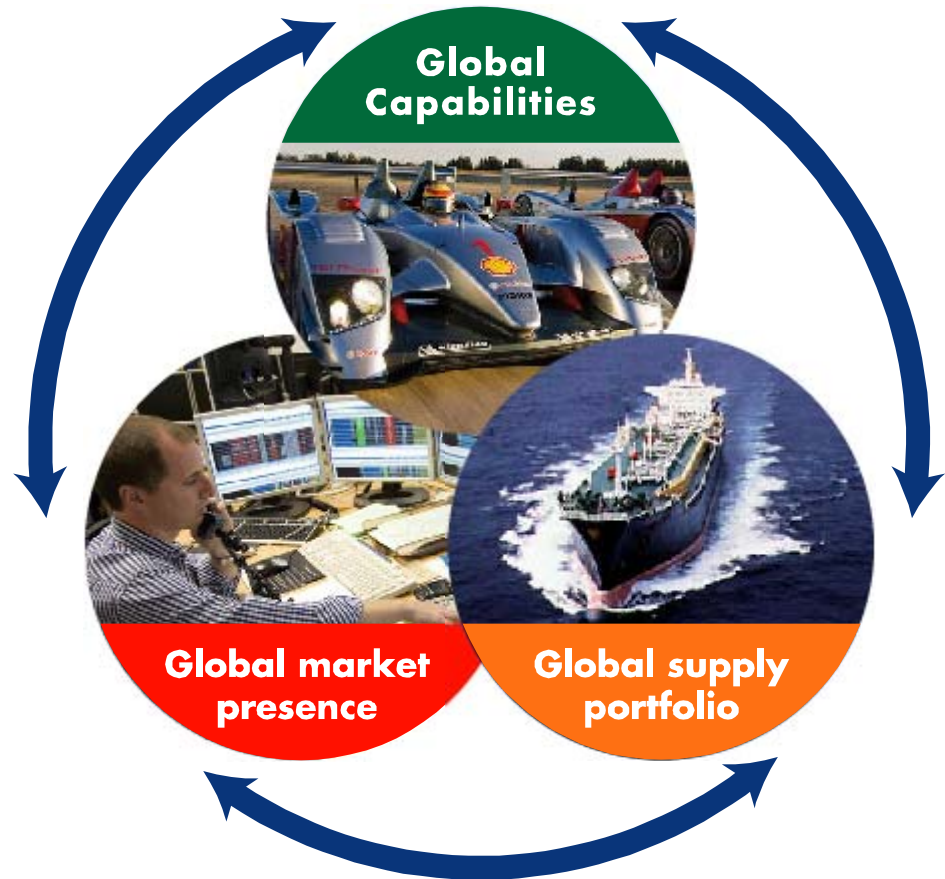 Global
Capabilities
Global market
presence
Global supply
portfolio